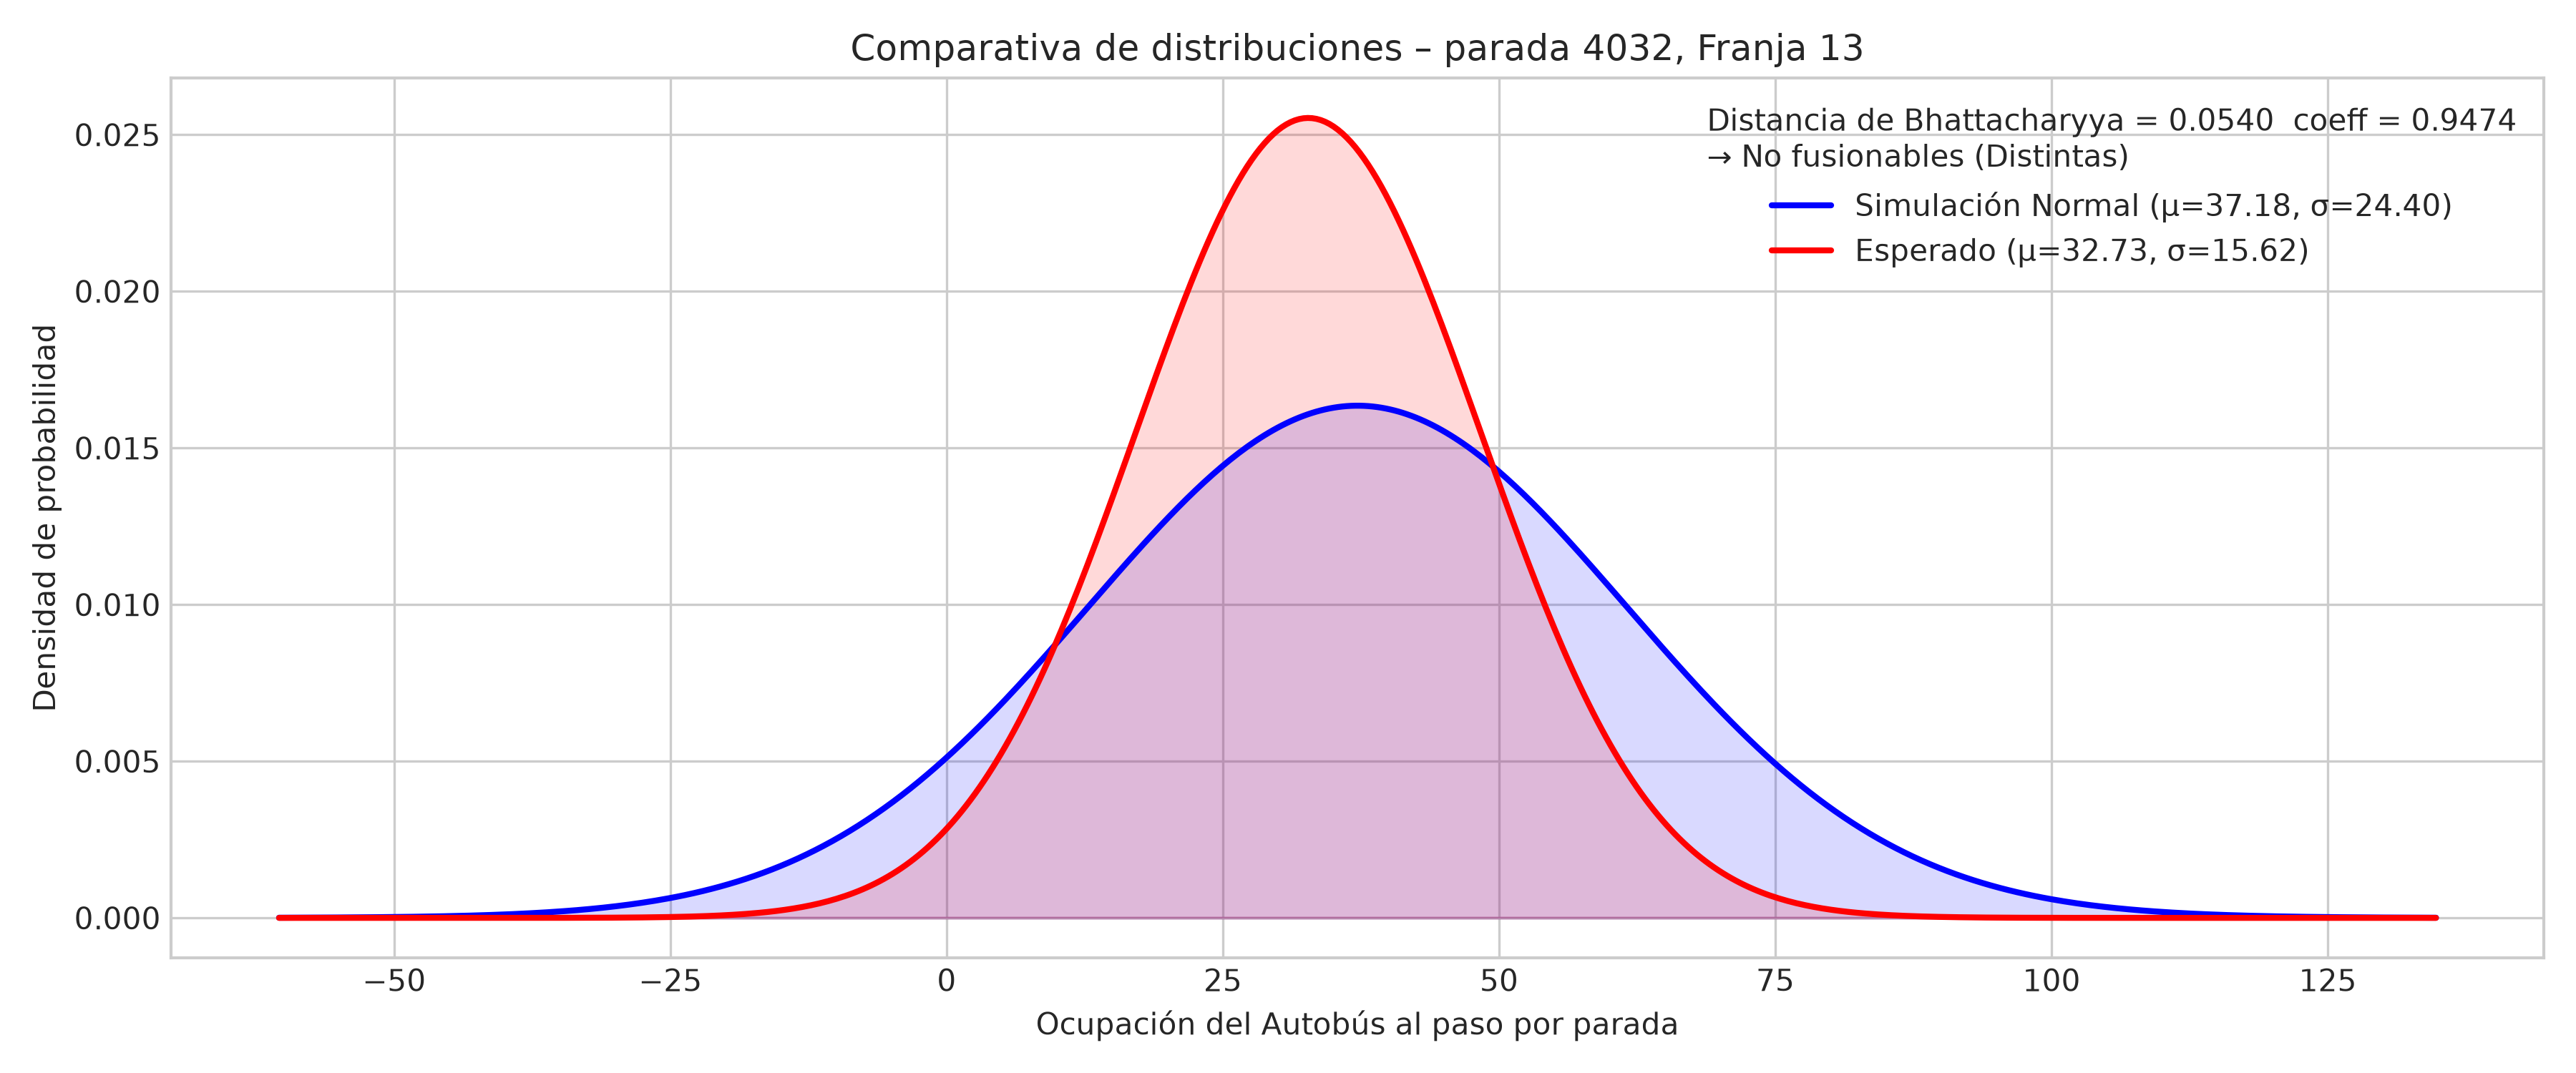 Comparativa de distribuciones – parada 4032, Franja 13
Distancia de Bhattacharyya = 0.0540  coeff = 0.9474
→ No fusionables (Distintas)
Simulación Normal (μ=37.18, σ=24.40)
Esperado (μ=32.73, σ=15.62)
Densidad de probabilidad
0.025
0.020
0.015
0.010
0.005
0.000
−50 −25 0 25 50 75 100 125
Ocupación del Autobús al paso por parada